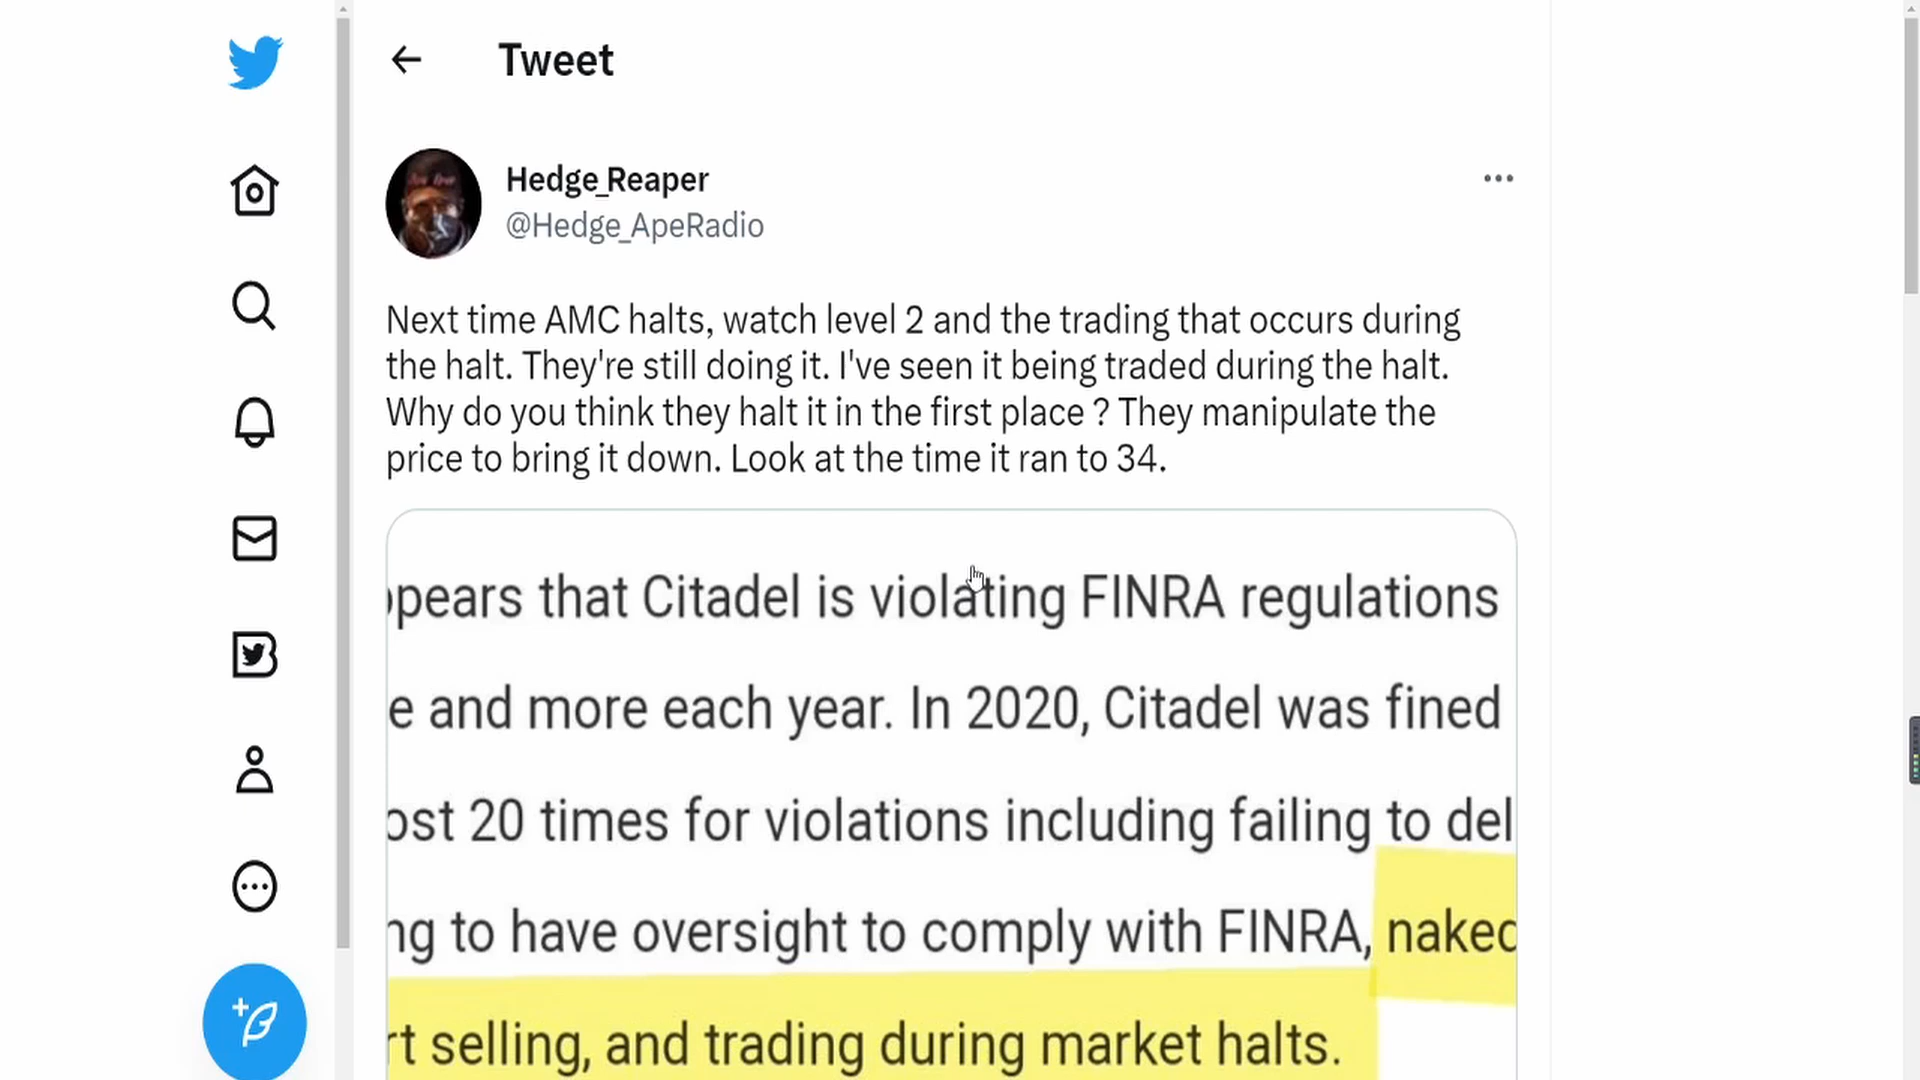 Tweet
Hedge_Reaper
@Hedge_ApeRadio
Next time AMC halts, watch level 2 and the trading that occurs during
the halt. They're still doing it. I've seen it being traded during the halt.
Why do you think they halt it in the first place ? They manipulate the
price to bring it down. Look at the time it ran to 34.
ppears that Citadel is violating FINRA regulations
e and more each year. In 2020, Citadel was fined
ost 20 times for violations including failing to del
ng to have oversight to comply with FINRA, naked
rt selling, and trading during market halts.